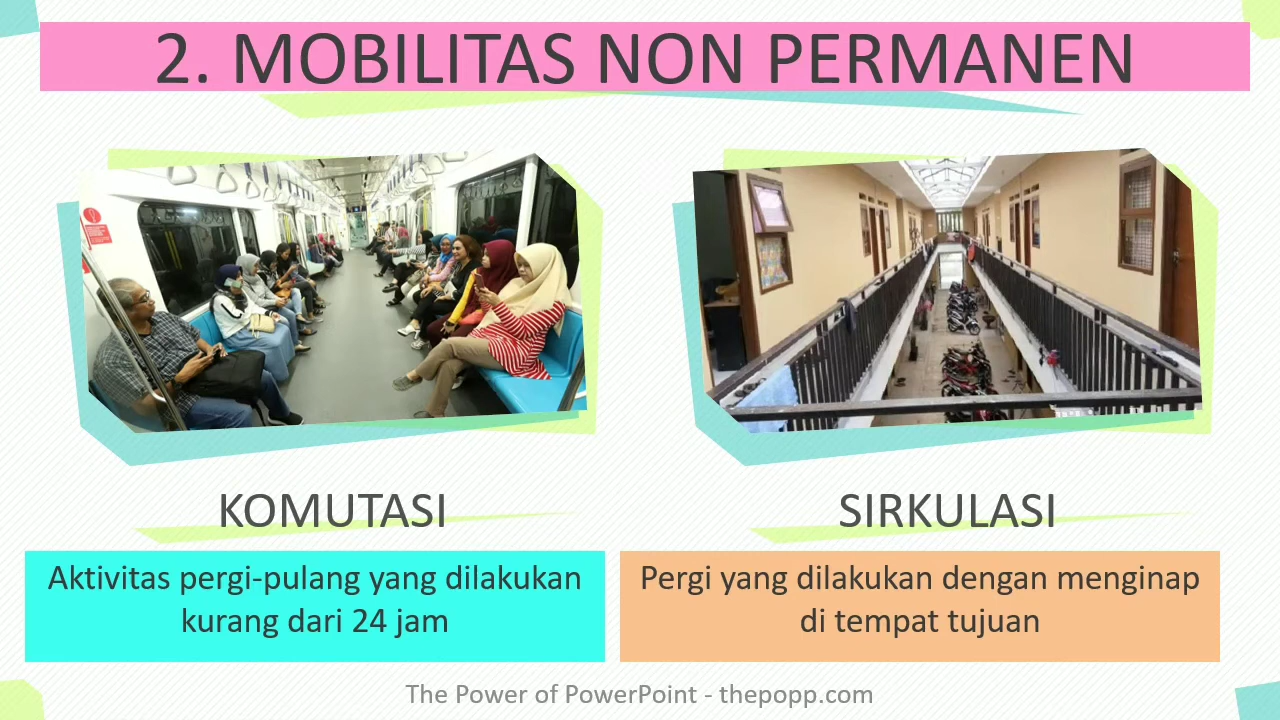 2. MOBILITAS NON PERMANEN
KOMUTASI
Aktivitas pergi-pulang yang dilakukan
kurang dari 24 jam
SIRKULASI
Pergi yang dilakukan dengan menginap
di tempat tujuan
The Power of PowerPoint - thepopp.com